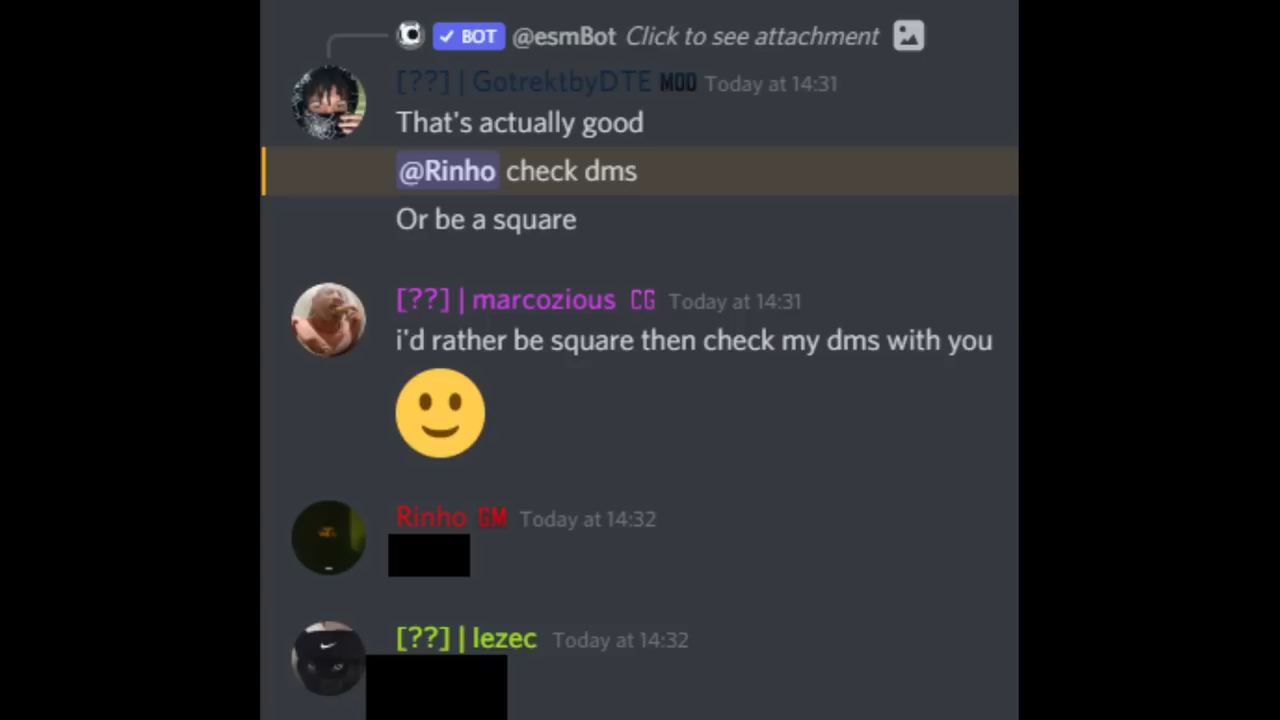 ✓ BOT @esmBot Click to see attachment
[??] | GotrektbyDTE MOD Today at 14:31
That's actually good
@Rinho check dms
Or be a square
[??] | marcozious CG Today at 14:31
i'd rather be square then check my dms with you
Rinho GM Today at 14:32
[??] | lezec Today at 14:32